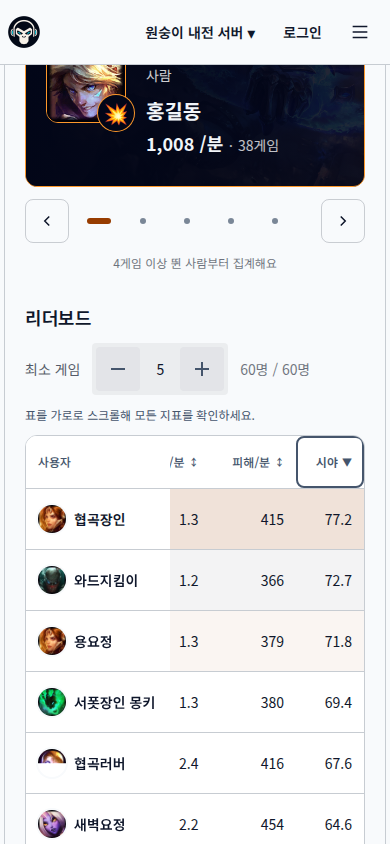 원숭이 내전 서버 ▾ 로그인
사람
홍길동
1,008 /분 · 38게임
4게임 이상 뛴 사람부터 집계해요
리더보드
최소 게임 − 5 + 60명 / 60명
표를 가로로 스크롤해 모든 지표를 확인하세요.
사용자 /분 ↕ 피해/분 ↕ 시야 ▼
협곡장인 1.3 415 77.2
와드지킴이 1.2 366 72.7
용요정 1.3 379 71.8
서폿장인 몽키 1.3 380 69.4
협곡러버 2.4 416 67.6
새벽요정 2.2 454 64.6